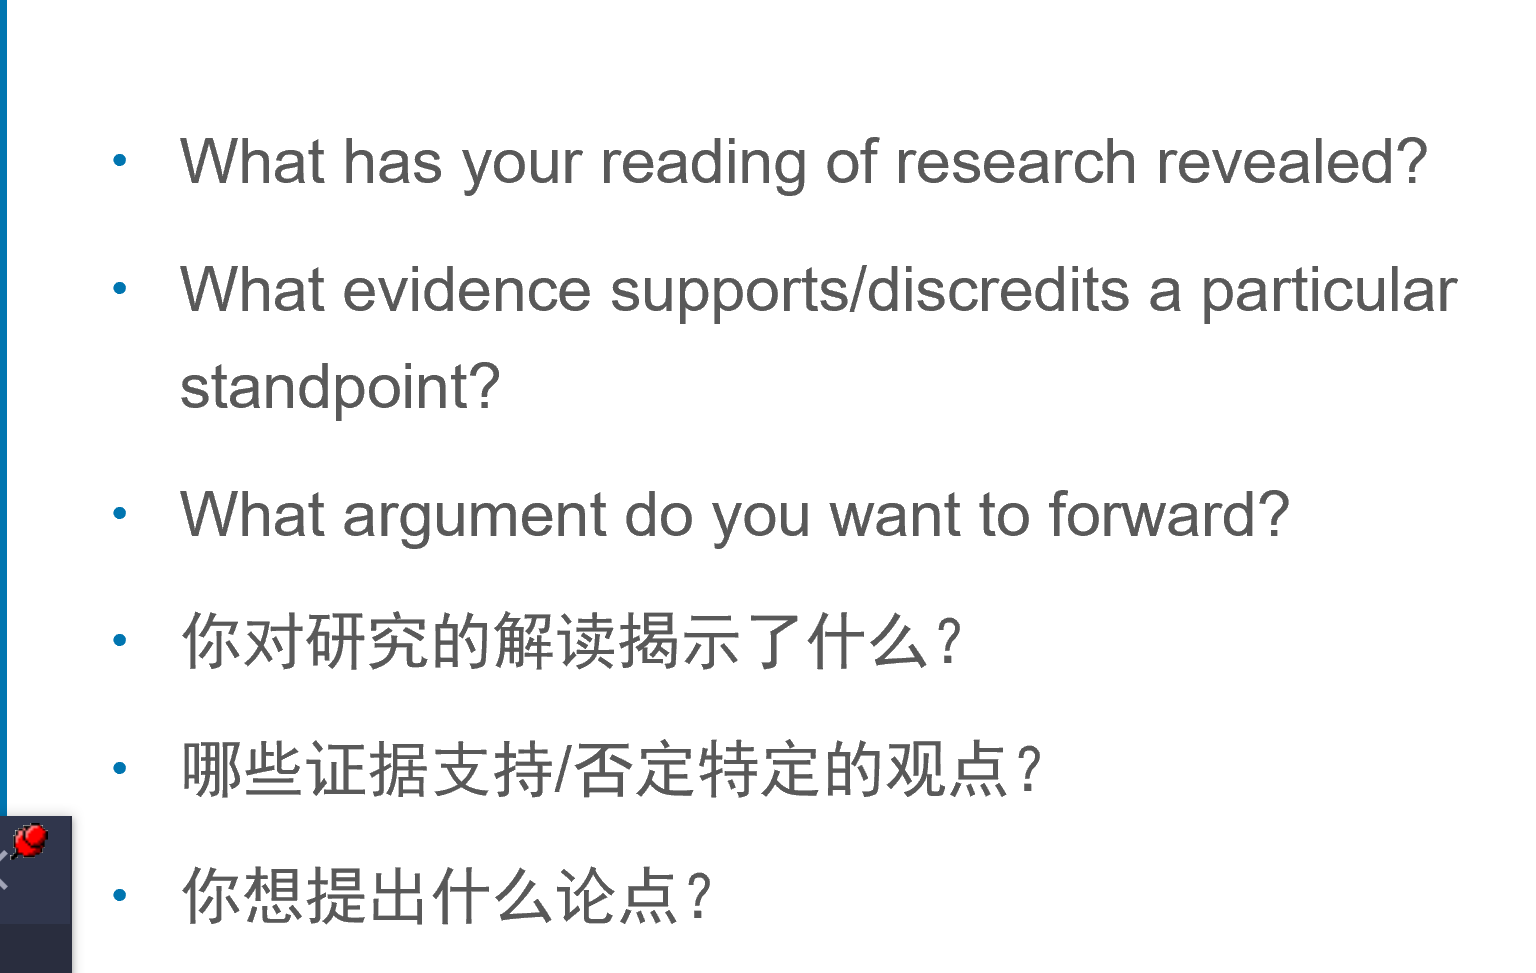 • What has your reading of research revealed?
• What evidence supports/discredits a particular
standpoint?
• What argument do you want to forward?
• 你对研究的解读揭示了什么？
• 哪些证据支持/否定特定的观点？
• 你想提出什么论点？